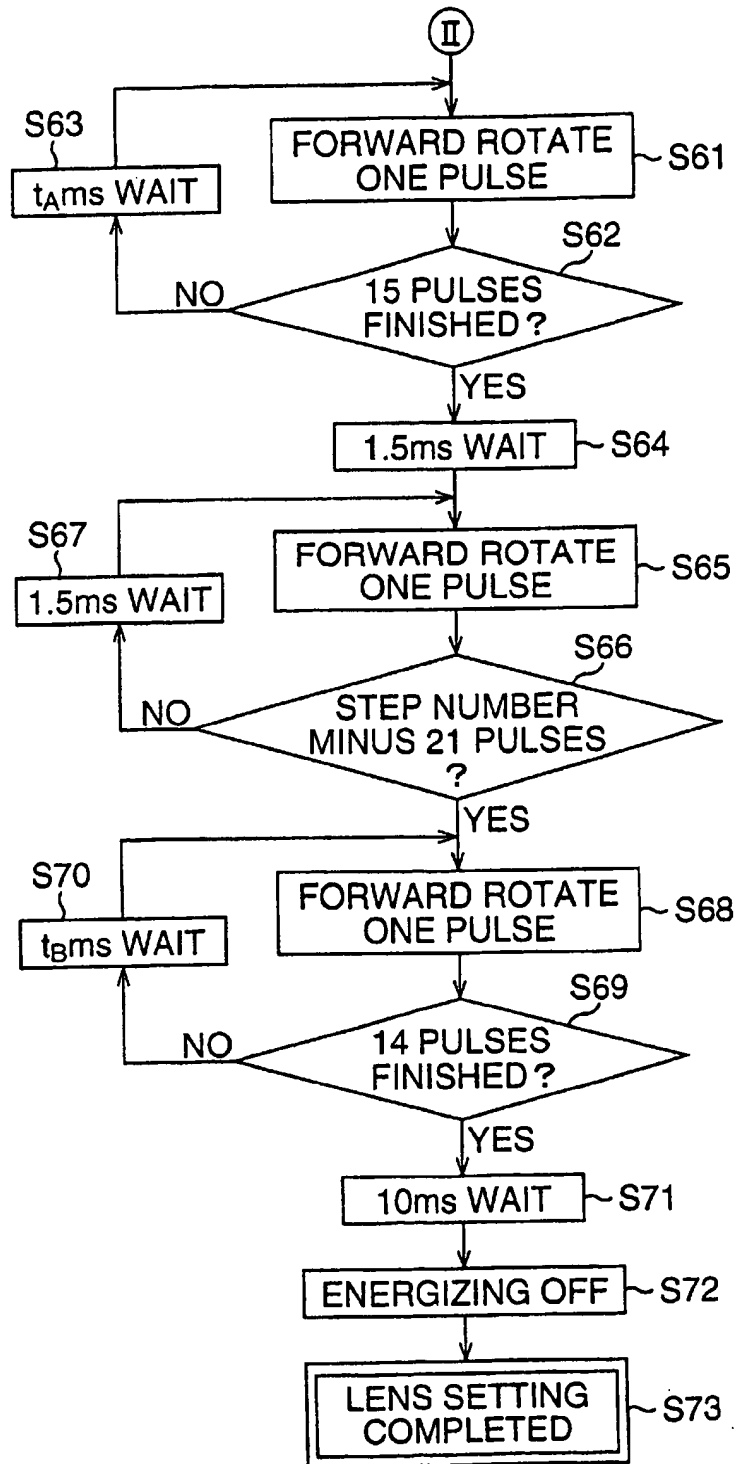 II
S63
tAms WAIT
FORWARD ROTATE
ONE PULSE
S61
S62
NO
15 PULSES
FINISHED?
YES
1.5ms WAIT
S64
S67
1.5ms WAIT
FORWARD ROTATE
ONE PULSE
S65
S66
NO
STEP NUMBER
MINUS 21 PULSES
?
YES
S70
tBms WAIT
FORWARD ROTATE
ONE PULSE
S68
S69
NO
14 PULSES
FINISHED?
YES
10ms WAIT
S71
ENERGIZING OFF
S72
LENS SETTING
COMPLETED
S73